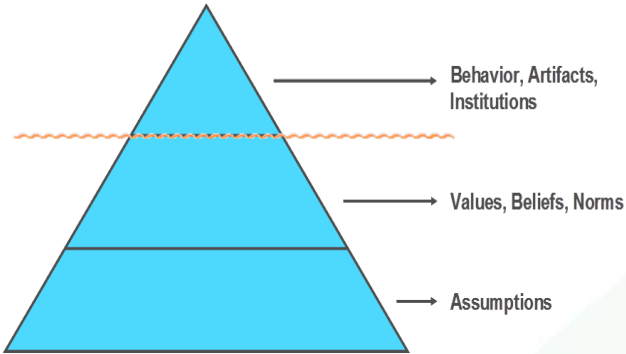 Behavior, Artifacts,
Institutions
Values, Beliefs, Norms
Assumptions